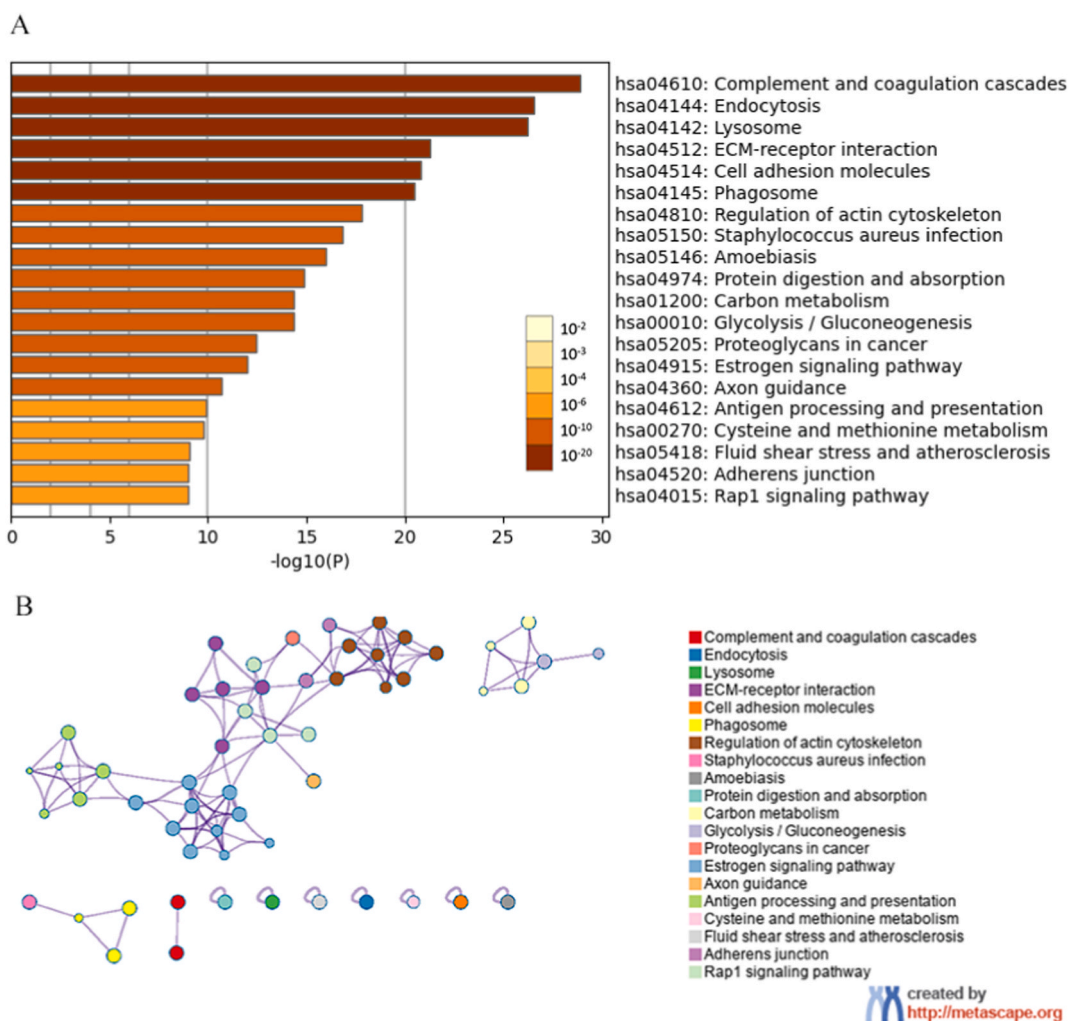 A
hsa04610: Complement and coagulation cascades
hsa04144: Endocytosis
hsa04142: Lysosome
hsa04512: ECM-receptor interaction
hsa04514: Cell adhesion molecules
hsa04145: Phagosome
hsa04810: Regulation of actin cytoskeleton
hsa05150: Staphylococcus aureus infection
hsa05146: Amoebiasis
hsa04974: Protein digestion and absorption
hsa01200: Carbon metabolism
hsa00010: Glycolysis / Gluconeogenesis
hsa05205: Proteoglycans in cancer
hsa04915: Estrogen signaling pathway
hsa04360: Axon guidance
hsa04612: Antigen processing and presentation
hsa00270: Cysteine and methionine metabolism
hsa05418: Fluid shear stress and atherosclerosis
hsa04520: Adherens junction
hsa04015: Rap1 signaling pathway
10⁻²
10⁻³
10⁻⁴
10⁻⁶
10⁻¹⁰
10⁻²⁰
0 5 10 15 20 25 30
-log10(P)
B
Complement and coagulation cascades
Endocytosis
Lysosome
ECM-receptor interaction
Cell adhesion molecules
Phagosome
Regulation of actin cytoskeleton
Staphylococcus aureus infection
Amoebiasis
Protein digestion and absorption
Carbon metabolism
Glycolysis / Gluconeogenesis
Proteoglycans in cancer
Estrogen signaling pathway
Axon guidance
Antigen processing and presentation
Cysteine and methionine metabolism
Fluid shear stress and atherosclerosis
Adherens junction
Rap1 signaling pathway
created by
http://metascape.org